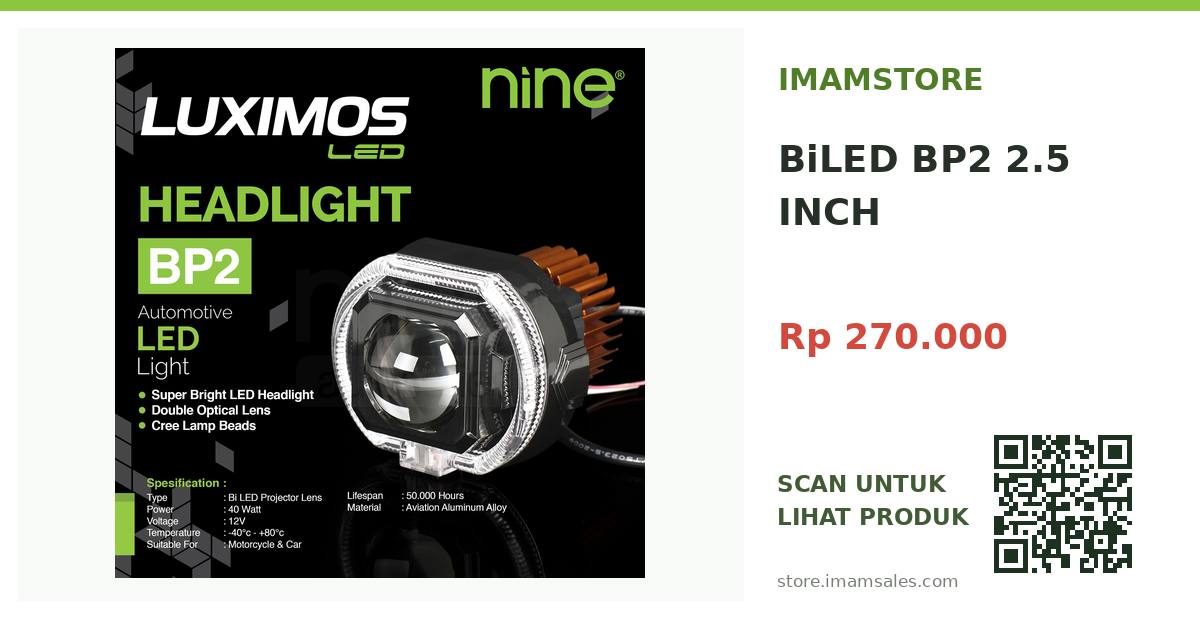 nine®
LUXIMOS
LED
HEADLIGHT
BP2
Automotive
LED
Light
Super Bright LED Headlight
Double Optical Lens
Cree Lamp Beads
Spesification :
Type : Bi LED Projector Lens
Power : 40 Watt
Voltage : 12V
Temperature : -40°c - +80°c
Suitable For : Motorcycle & Car
Lifespan : 50.000 Hours
Material : Aviation Aluminum Alloy
IMAMSTORE
BiLED BP2 2.5
INCH
Rp 270.000
SCAN UNTUK
LIHAT PRODUK
store.imamsales.com